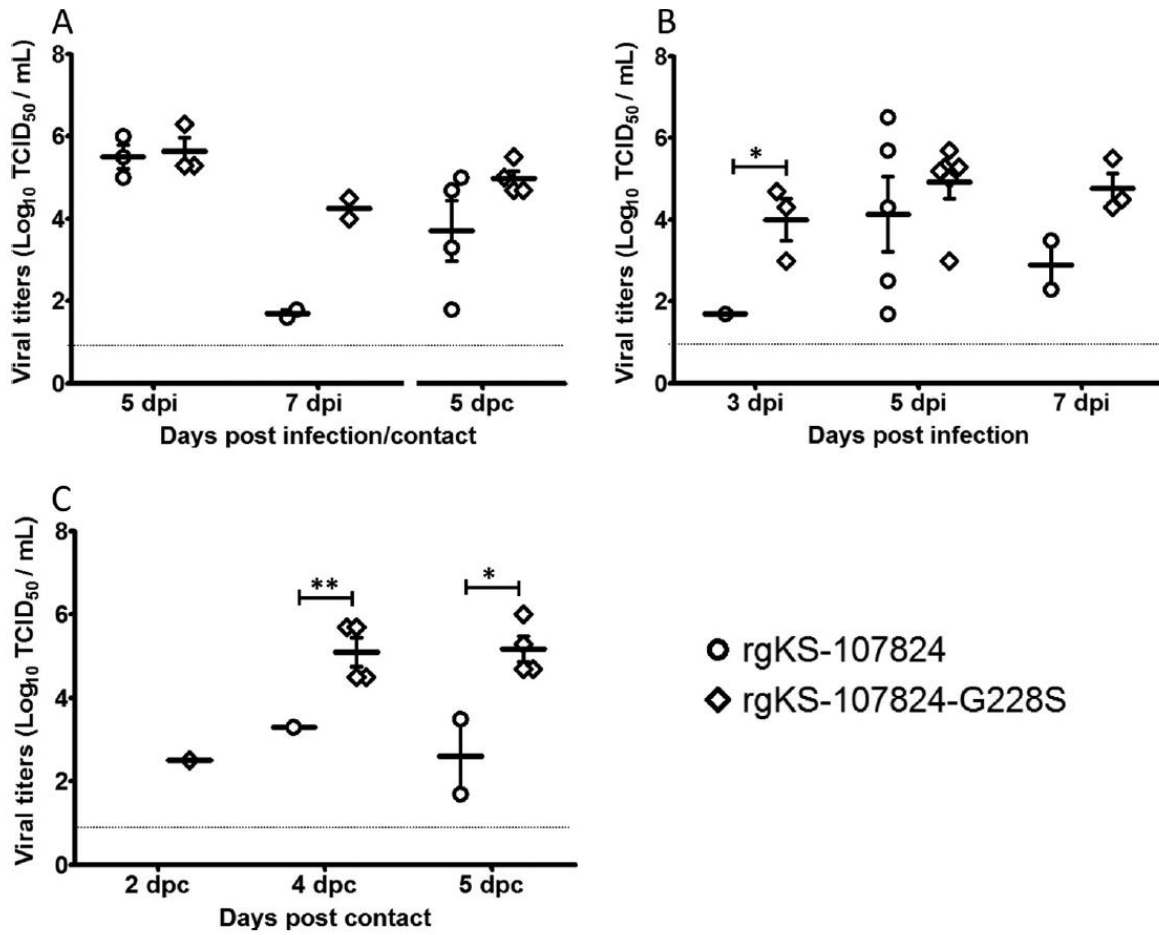 A
Viral titers (Log₁₀ TCID₅₀ / mL)
8
6
4
2
0
5 dpi 7 dpi 5 dpc
Days post infection/contact
B
Viral titers (Log₁₀ TCID₅₀ / mL)
8
6
4
2
0
*
3 dpi 5 dpi 7 dpi
Days post infection
C
Viral titers (Log₁₀ TCID₅₀ / mL)
8
6
4
2
0
** *
2 dpc 4 dpc 5 dpc
Days post contact
rgKS-107824
rgKS-107824-G228S